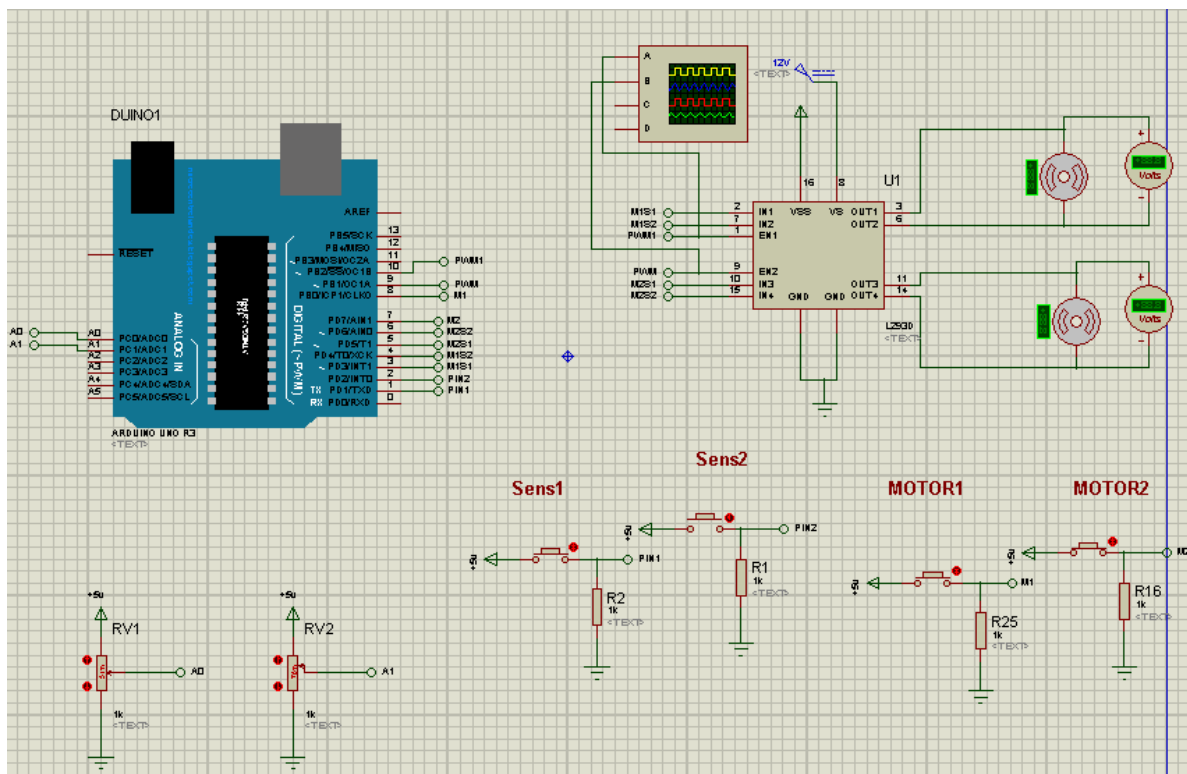 DUINO1
ARDUINO UNO R3
<TEXT>
RESET
AREF
PB5/SCK 13
PB4/MISO 12
~ PB3/MOSI/OC2A 11
~ PB2/SS/OC1B 10 PWM1
~ PB1/OC1A 9 PWM
PB0/ICP1/CLKO 8 M1
PD7/AIN1 7 M2
~ PD6/AIN0 6 M2S2
~ PD5/T1 5 M2S1
PD4/T0/XCK 4 M1S2
~ PD3/INT1 3 M1S1
PD2/INT0 2 PIN2
TX PD1/TXD 1 PIN1
RX PD0/RXD 0
DIGITAL (~PWM)
ANALOG IN
A0 A0 PC0/ADC0
A1 A1 PC1/ADC1
A2 PC2/ADC2
A3 PC3/ADC3
A4 PC4/ADC4/SDA
A5 PC5/ADC5/SCL
A
B
C
D
12V
<TEXT>
16 8
U1
M1S1 2 IN1 VSS VS OUT1 3
M1S2 7 IN2 OUT2 6
PWM1 1 EN1
PWM 9 EN2
M2S1 10 IN3 OUT3 11
M2S2 15 IN4 GND GND OUT4 14
L293D
<TEXT>
+
Volts
-
+
Volts
-
Sens1
+5v
PIN1
R2
1k
<TEXT>
Sens2
+5v
PIN2
R1
1k
<TEXT>
MOTOR1
+5v
M1
R25
1k
<TEXT>
MOTOR2
+5v
R16
1k
<TEXT>
+5v
RV1
A0
1k
<TEXT>
+5v
RV2
A1
1k
<TEXT>